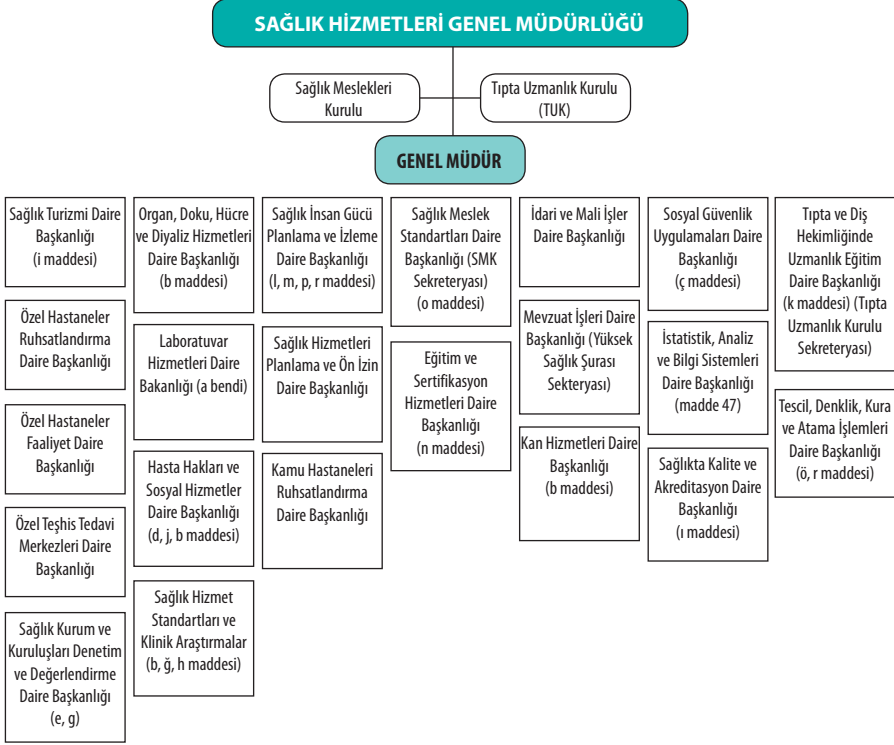 SAĞLIK HİZMETLERİ GENEL MÜDÜRLÜĞÜ
Sağlık Meslekleri
Kurulu
Tıpta Uzmanlık Kurulu
(TUK)
GENEL MÜDÜR
Sağlık Turizmi Daire
Başkanlığı
(i maddesi)
Özel Hastaneler
Ruhsatlandırma
Daire Başkanlığı
Özel Hastaneler
Faaliyet Daire
Başkanlığı
Özel Teşhis Tedavi
Merkezleri Daire
Başkanlığı
Sağlık Kurum ve
Kuruluşları Denetim
ve Değerlendirme
Daire Başkanlığı
(e, g)
Organ, Doku, Hücre
ve Diyaliz Hizmetleri
Daire Başkanlığı
(b maddesi)
Laboratuvar
Hizmetleri Daire
Bakanlığı (a bendi)
Hasta Hakları ve
Sosyal Hizmetler
Daire Başkanlığı
(d, j, b maddesi)
Sağlık Hizmet
Standartları ve
Klinik Araştırmalar
(b, ğ, h maddesi)
Sağlık İnsan Gücü
Planlama ve İzleme
Daire Başkanlığı
(l, m, p, r maddesi)
Sağlık Hizmetleri
Planlama ve Ön İzin
Daire Başkanlığı
Kamu Hastaneleri
Ruhsatlandırma
Daire Başkanlığı
Sağlık Meslek
Standartları Daire
Başkanlığı (SMK
Sekreteryası)
(o maddesi)
Eğitim ve
Sertifikasyon
Hizmetleri Daire
Başkanlığı
(n maddesi)
İdari ve Mali İşler
Daire Başkanlığı
Mevzuat İşleri Daire
Başkanlığı (Yüksek
Sağlık Şurası
Sekteryası)
Kan Hizmetleri Daire
Başkanlığı
(b maddesi)
Sosyal Güvenlik
Uygulamaları Daire
Başkanlığı
(ç maddesi)
İstatistik, Analiz
ve Bilgi Sistemleri
Daire Başkanlığı
(madde 47)
Sağlıkta Kalite ve
Akreditasyon Daire
Başkanlığı
(ı maddesi)
Tıpta ve Diş
Hekimliğinde
Uzmanlık Eğitim
Daire Başkanlığı
(k maddesi) (Tıpta
Uzmanlık Kurulu
Sekreteryası)
Tescil, Denklik, Kura
ve Atama İşlemleri
Daire Başkanlığı
(ö, r maddesi)